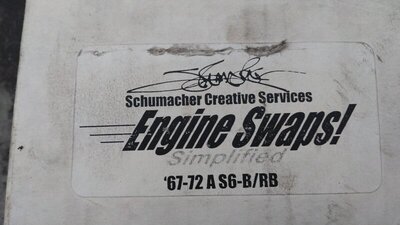 Schumacher Creative Services
Engine Swaps!
Simplified
'67-72 A S6-B/RB